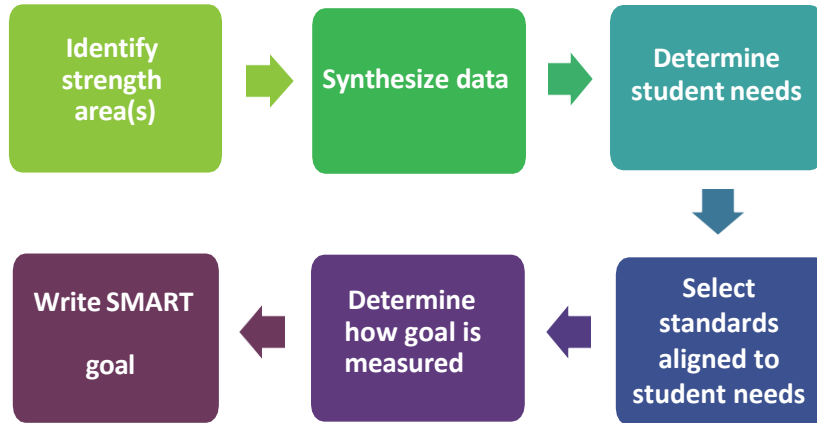 Identify
strength
area(s)
Synthesize data
Determine
student needs
Select
standards
aligned to
student needs
Determine
how goal is
measured
Write SMART
goal